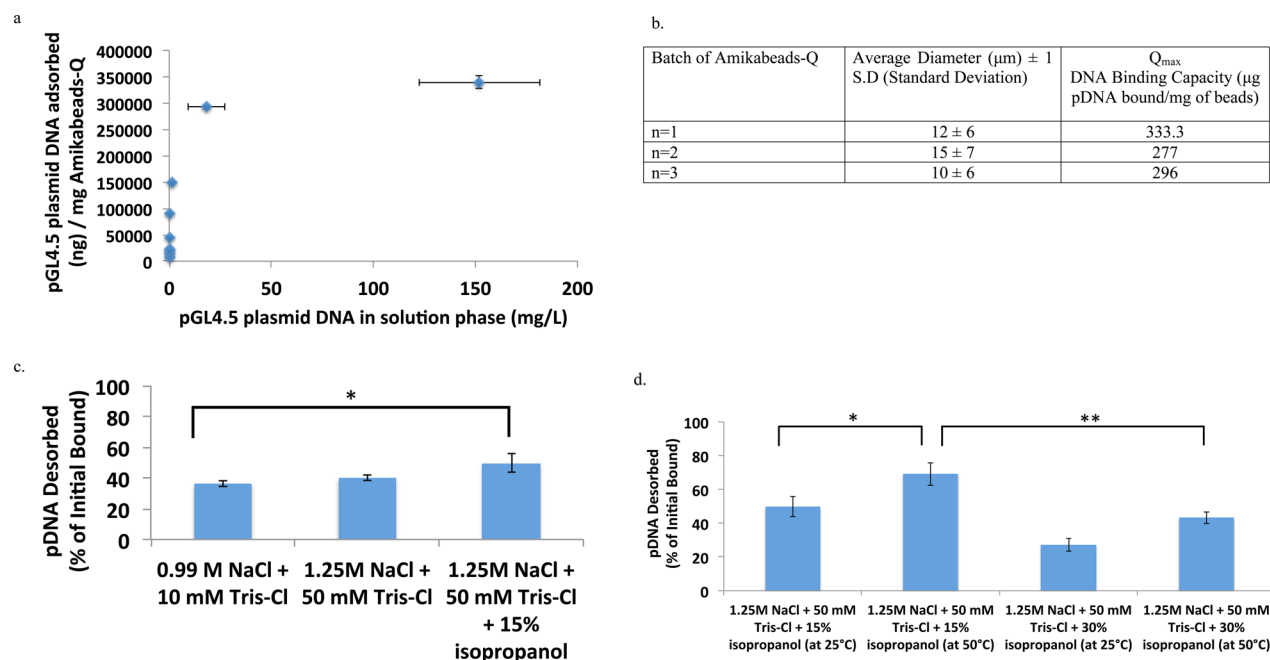 a
400000
350000
300000
250000
200000
150000
100000
50000
0
pGL4.5 plasmid DNA adsorbed
(ng) / mg Amikabeads-Q
0 50 100 150 200
pGL4.5 plasmid DNA in solution phase (mg/L)
b.
Batch of Amikabeads-Q
Average Diameter (μm) ± 1
S.D (Standard Deviation)
Qmax
DNA Binding Capacity (μg
pDNA bound/mg of beads)
n=1 12 ± 6 333.3
n=2 15 ± 7 277
n=3 10 ± 6 296
c.
100
80
60
40
20
0
pDNA Desorbed
(% of Initial Bound)
*
0.99 M NaCl +
10 mM Tris-Cl
1.25M NaCl +
50 mM Tris-Cl
1.25M NaCl +
50 mM Tris-Cl
+ 15%
isopropanol
d.
100
80
60
40
20
0
pDNA Desorbed
(% of Initial Bound)
*
**
1.25M NaCl + 50 mM
Tris-Cl + 15%
isopropanol (at 25°C)
1.25M NaCl + 50 mM
Tris-Cl + 15%
isopropanol (at 50°C)
1.25M NaCl + 50 mM
Tris-Cl + 30%
isopropanol (at 25°C)
1.25M NaCl + 50 mM
Tris-Cl + 30%
isopropanol (at 50°C)